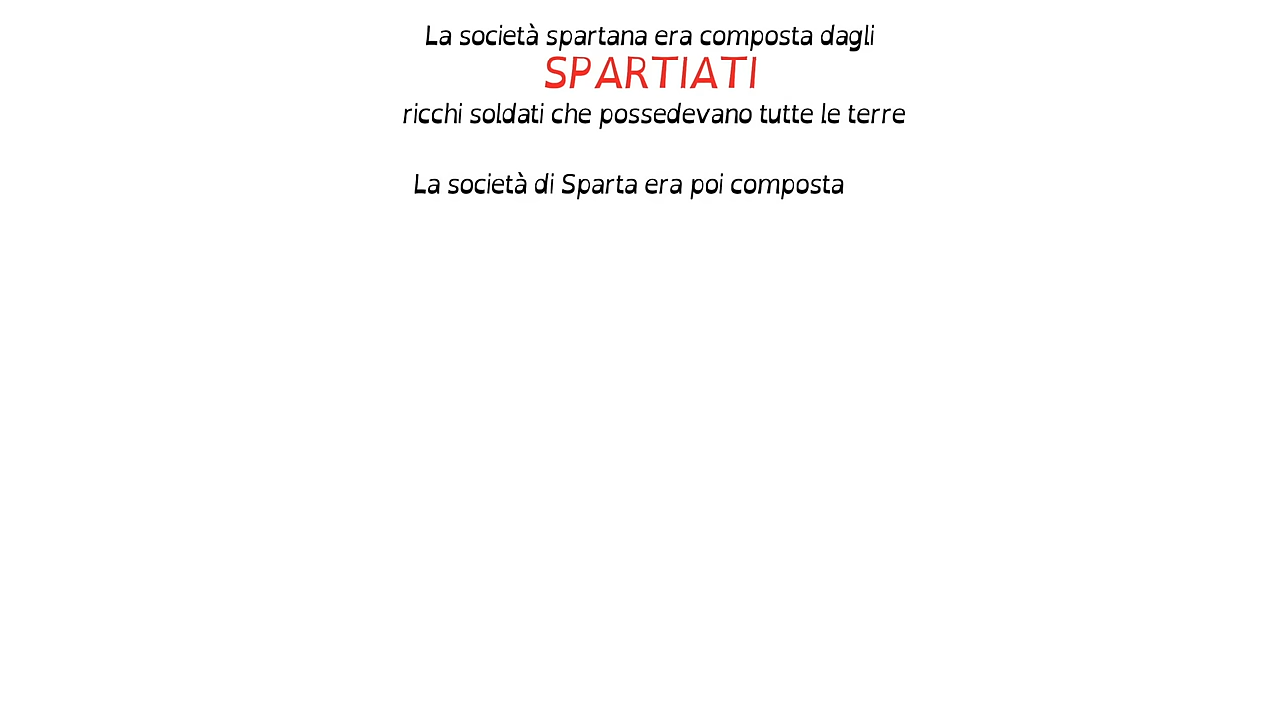 La società spartana era composta dagli
SPARTIATI
ricchi soldati che possedevano tutte le terre
La società di Sparta era poi composta